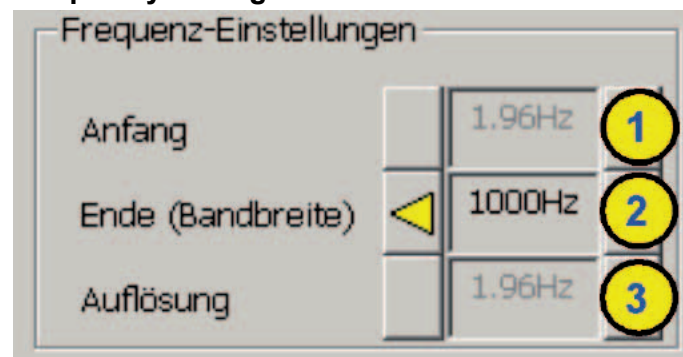 Frequenz-Einstellungen
Anfang 1.96Hz 1
Ende (Bandbreite) 1000Hz 2
Auflösung 1.96Hz 3